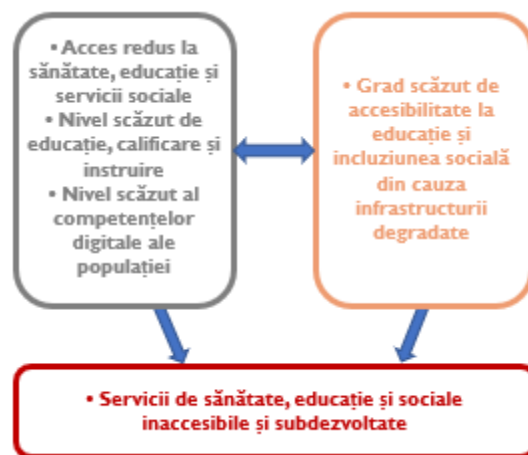 • Acces redus la
sănătate, educație și
servicii sociale
• Nivel scăzut de
educație, calificare și
instruire
• Nivel scăzut al
competențelor
digitale ale
populației
• Grad scăzut de
accesibilitate la
educație și
incluziunea socială
din cauza
infrastructurii
degradate
• Servicii de sănătate, educație și sociale
inaccesibile și subdezvoltate